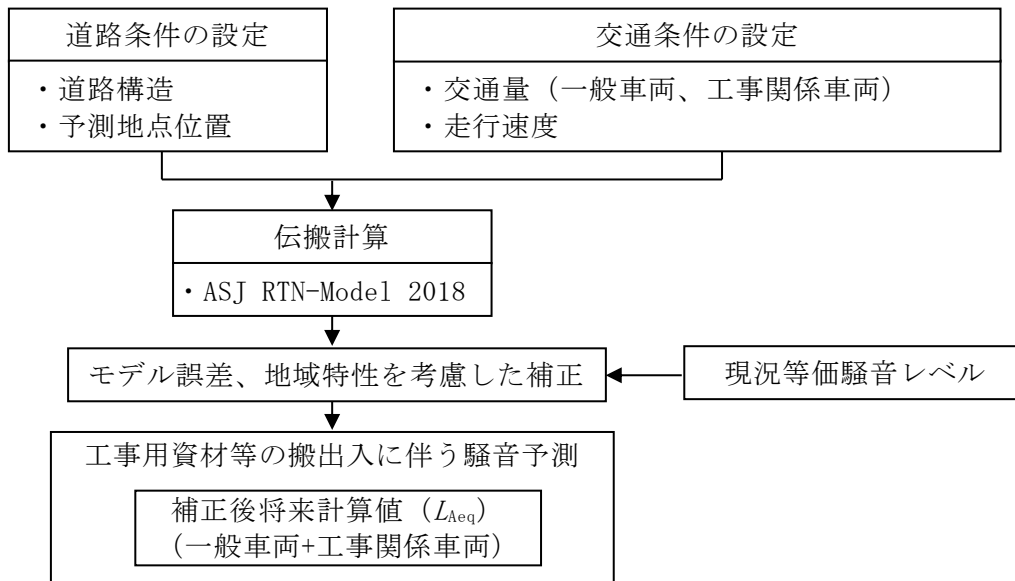 道路条件の設定
・道路構造
・予測地点位置
交通条件の設定
・交通量（一般車両、工事関係車両）
・走行速度
伝搬計算
・ASJ RTN-Model 2018
モデル誤差、地域特性を考慮した補正
現況等価騒音レベル
工事用資材等の搬出入に伴う騒音予測
補正後将来計算値（LAeq）
(一般車両+工事関係車両）